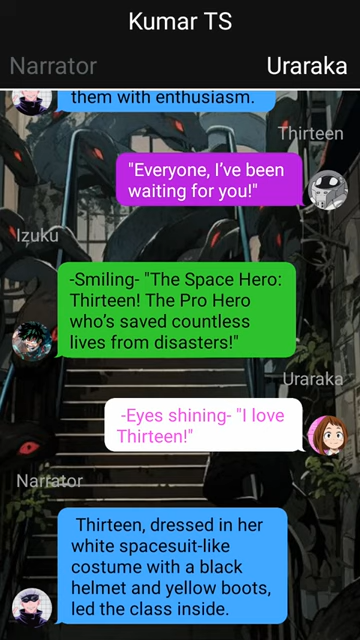 Kumar TS
Narrator
Uraraka
them with enthusiasm.
Thirteen
"Everyone, I've been
waiting for you!"
Izuku
-Smiling- "The Space Hero:
Thirteen! The Pro Hero
who's saved countless
lives from disasters!"
Uraraka
-Eyes shining- "I love
Thirteen!"
Narrator
Thirteen, dressed in her
white spacesuit-like
costume with a black
helmet and yellow boots,
led the class inside.